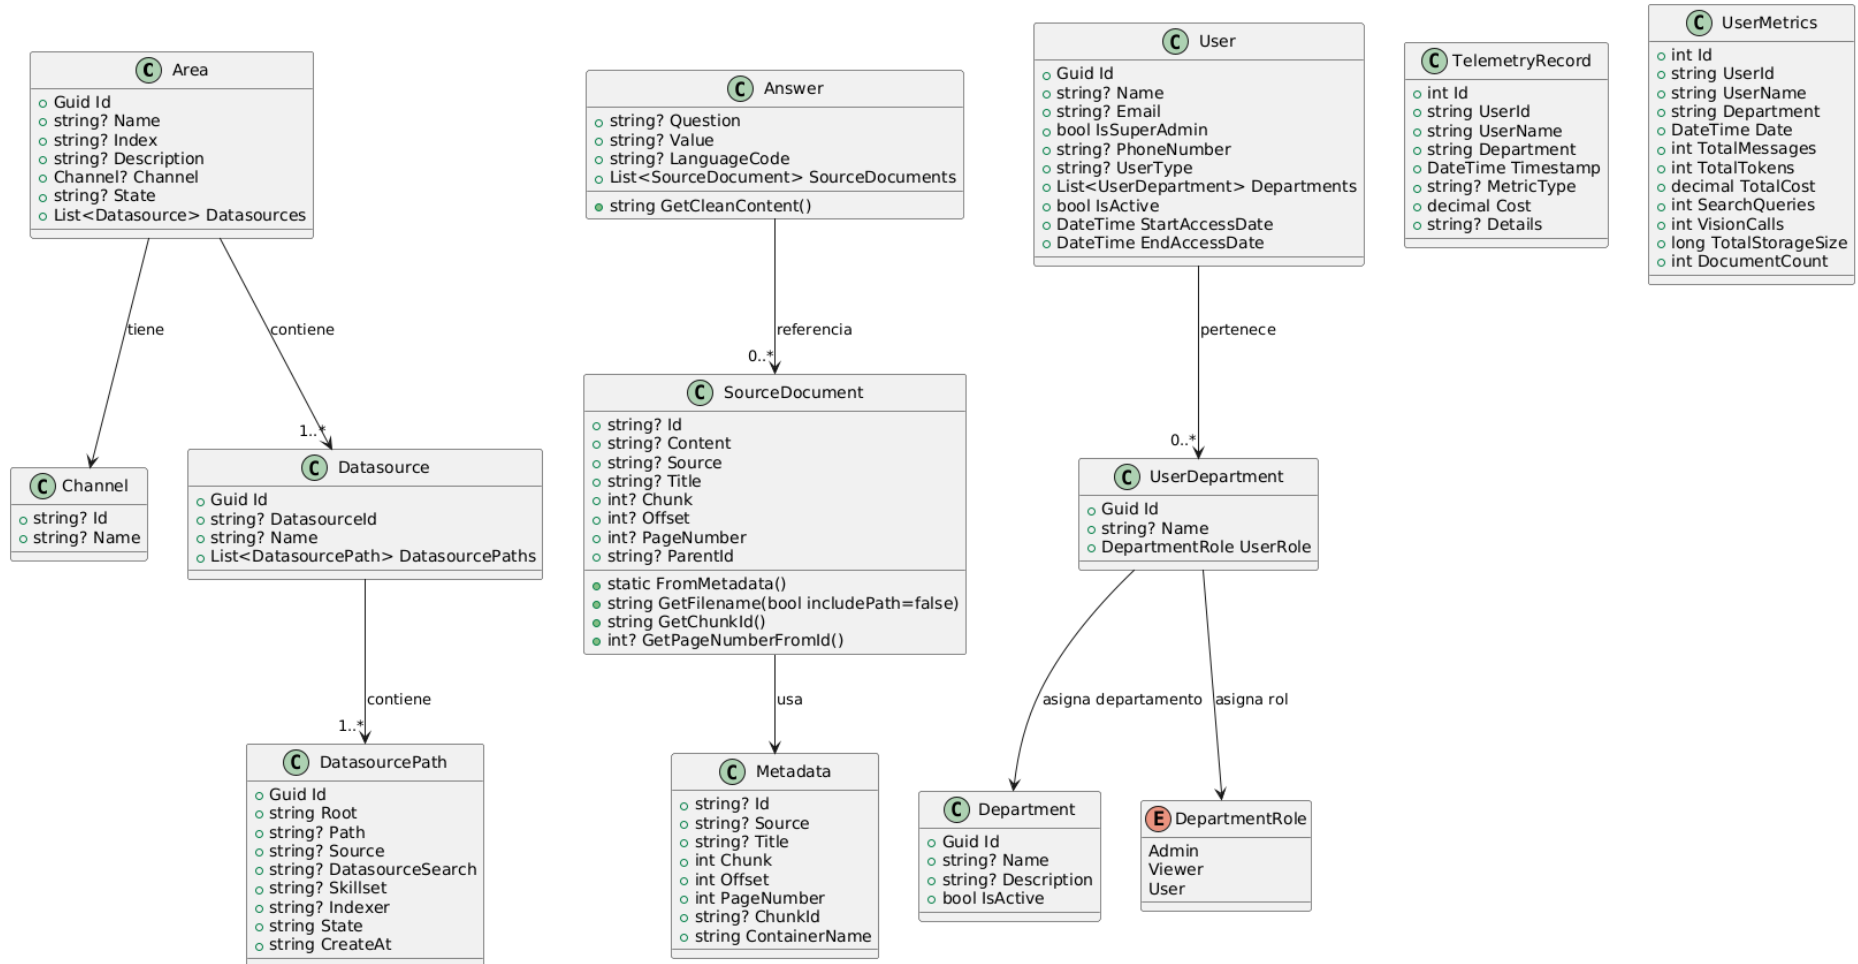 C Area
Guid Id
string? Name
string? Index
string? Description
Channel? Channel
string? State
List<Datasource> Datasources
C Answer
string? Question
string? Value
string? LanguageCode
List<SourceDocument> SourceDocuments
string GetCleanContent()
C User
Guid Id
string? Name
string? Email
bool IsSuperAdmin
string? PhoneNumber
string? UserType
List<UserDepartment> Departments
bool IsActive
DateTime StartAccessDate
DateTime EndAccessDate
C TelemetryRecord
int Id
string UserId
string UserName
string Department
DateTime Timestamp
string? MetricType
decimal Cost
string? Details
C UserMetrics
int Id
string UserId
string UserName
string Department
DateTime Date
int TotalMessages
int TotalTokens
decimal TotalCost
int SearchQueries
int VisionCalls
long TotalStorageSize
int DocumentCount
tiene
contiene
1..*
referencia
0..*
pertenece
0..*
C Channel
string? Id
string? Name
C Datasource
Guid Id
string? DatasourceId
string? Name
List<DatasourcePath> DatasourcePaths
C SourceDocument
string? Id
string? Content
string? Source
string? Title
int? Chunk
int? Offset
int? PageNumber
string? ParentId
static FromMetadata()
string GetFilename(bool includePath=false)
string GetChunkId()
int? GetPageNumberFromId()
C UserDepartment
Guid Id
string? Name
DepartmentRole UserRole
contiene
1..*
usa
asigna departamento
asigna rol
C DatasourcePath
Guid Id
string Root
string? Path
string? Source
string? DatasourceSearch
string? Skillset
string? Indexer
string State
string CreateAt
C Metadata
string? Id
string? Source
string? Title
int Chunk
int Offset
int PageNumber
string? ChunkId
string ContainerName
C Department
Guid Id
string? Name
string? Description
bool IsActive
E DepartmentRole
Admin
Viewer
User